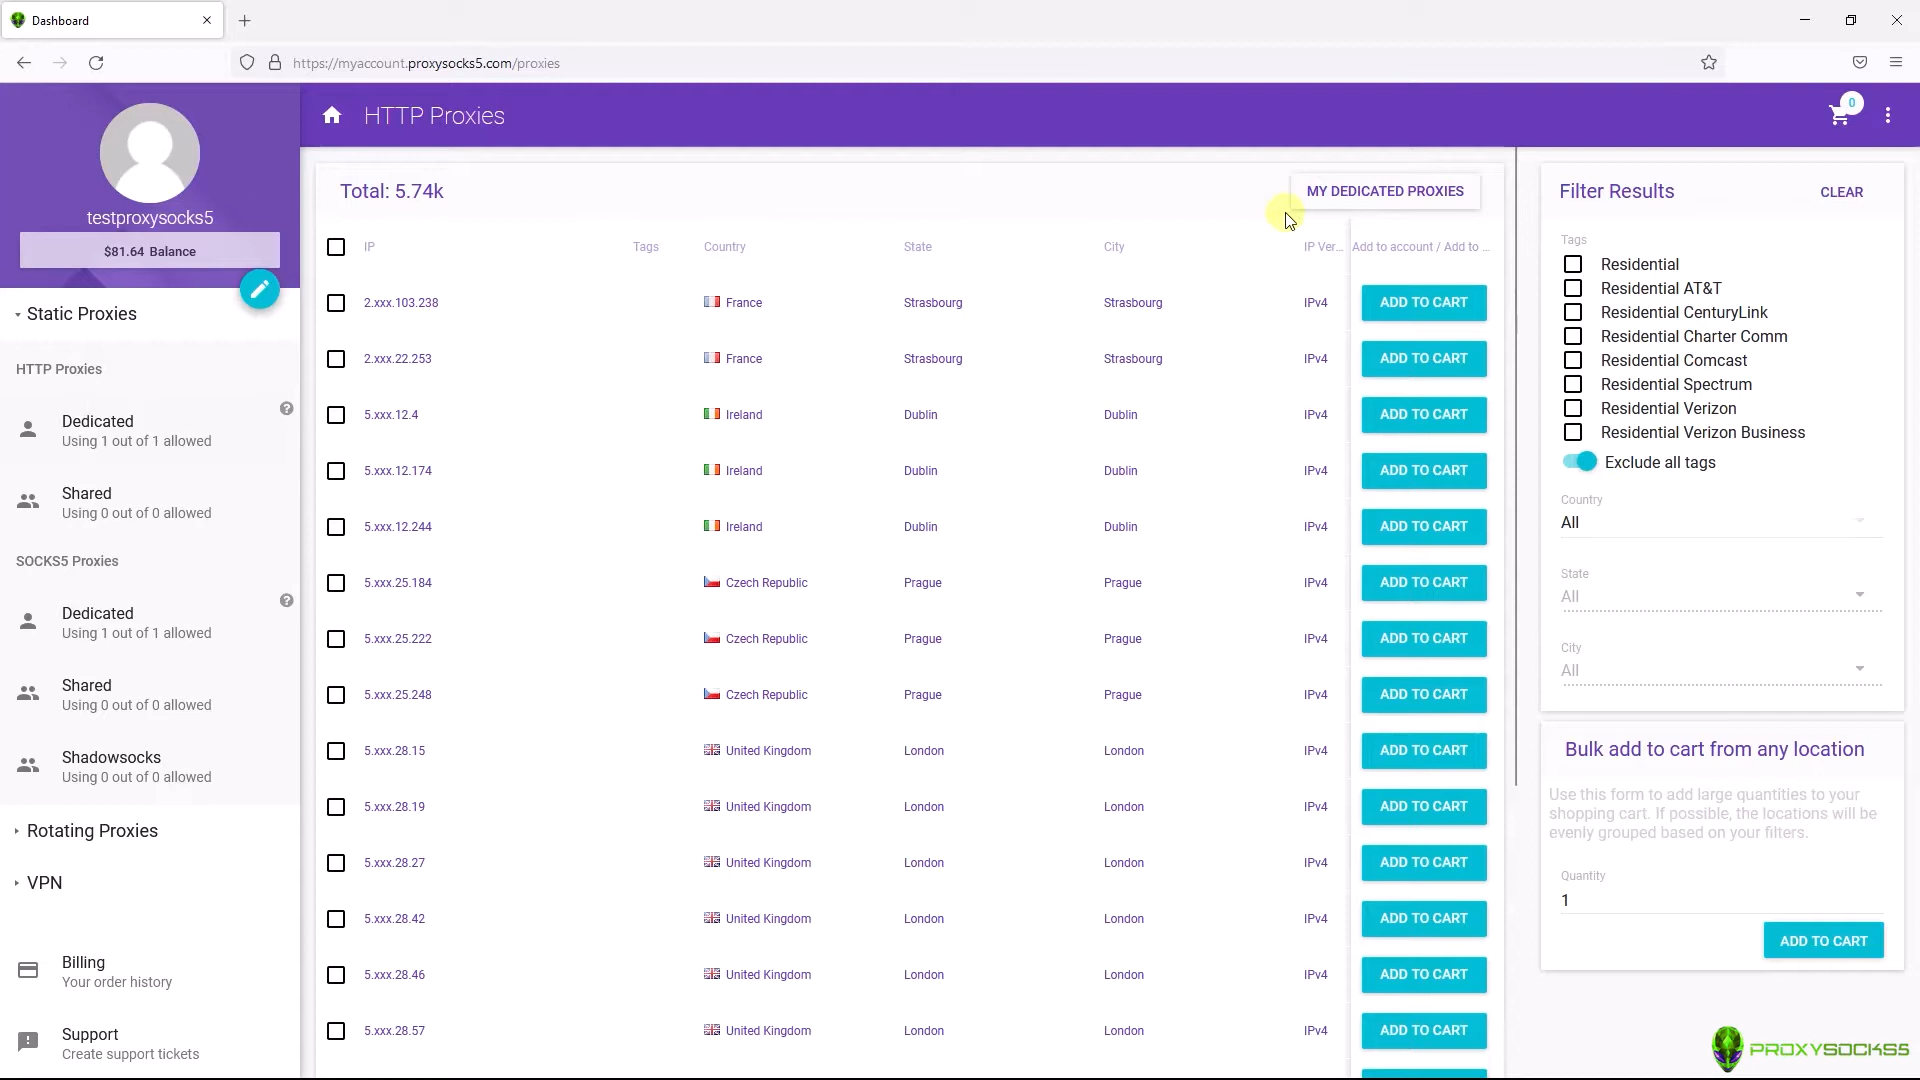 Dashboard
https://myaccount.proxysocks5.com/proxies
testproxysocks5
$81.64 Balance
Static Proxies
HTTP Proxies
Dedicated
Using 1 out of 1 allowed
Shared
Using 0 out of 0 allowed
SOCKS5 Proxies
Dedicated
Using 1 out of 1 allowed
Shared
Using 0 out of 0 allowed
Shadowsocks
Using 0 out of 0 allowed
Rotating Proxies
VPN
Billing
Your order history
Support
Create support tickets
HTTP Proxies
0
Total: 5.74k
MY DEDICATED PROXIES
IP Tags Country State City IP Ver... Add to account / Add to ...
2.xxx.103.238 France Strasbourg Strasbourg IPv4 ADD TO CART
2.xxx.22.253 France Strasbourg Strasbourg IPv4 ADD TO CART
5.xxx.12.4 Ireland Dublin Dublin IPv4 ADD TO CART
5.xxx.12.174 Ireland Dublin Dublin IPv4 ADD TO CART
5.xxx.12.244 Ireland Dublin Dublin IPv4 ADD TO CART
5.xxx.25.184 Czech Republic Prague Prague IPv4 ADD TO CART
5.xxx.25.222 Czech Republic Prague Prague IPv4 ADD TO CART
5.xxx.25.248 Czech Republic Prague Prague IPv4 ADD TO CART
5.xxx.28.15 United Kingdom London London IPv4 ADD TO CART
5.xxx.28.19 United Kingdom London London IPv4 ADD TO CART
5.xxx.28.27 United Kingdom London London IPv4 ADD TO CART
5.xxx.28.42 United Kingdom London London IPv4 ADD TO CART
5.xxx.28.46 United Kingdom London London IPv4 ADD TO CART
5.xxx.28.57 United Kingdom London London IPv4 ADD TO CART
Filter Results
CLEAR
Tags
Residential
Residential AT&T
Residential CenturyLink
Residential Charter Comm
Residential Comcast
Residential Spectrum
Residential Verizon
Residential Verizon Business
Exclude all tags
Country
All
State
All
City
All
Bulk add to cart from any location
Use this form to add large quantities to your
shopping cart. If possible, the locations will be
evenly grouped based on your filters.
Quantity
1
ADD TO CART
PROXYSOCKS5